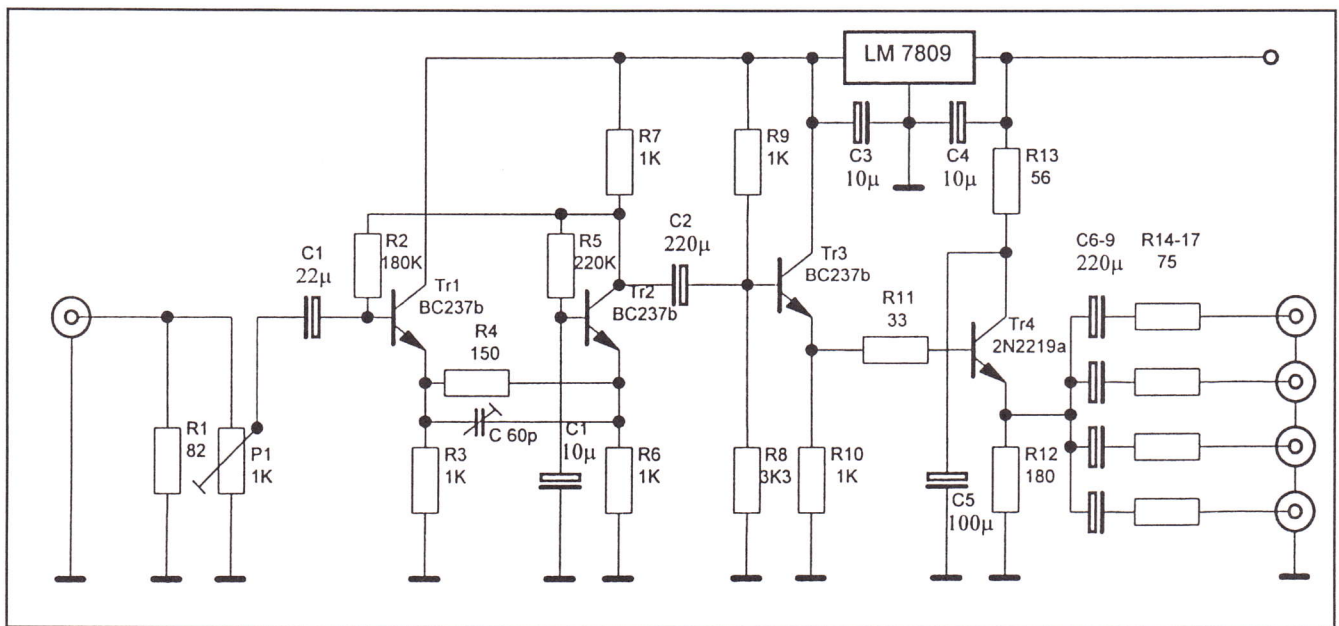 LM 7809
R7
1K
R9
1K
C3
10µ
C4
10µ
R13
56
C1
22µ
R2
180K
Tr1
BC237b
R5
220K
Tr2
BC237b
C2
220µ
Tr3
BC237b
R11
33
Tr4
2N2219a
C6-9
220µ
R14-17
75
R4
150
C 60p
R1
82
P1
1K
R3
1K
C1
10µ
R6
1K
R8
3K3
R10
1K
C5
100µ
R12
180